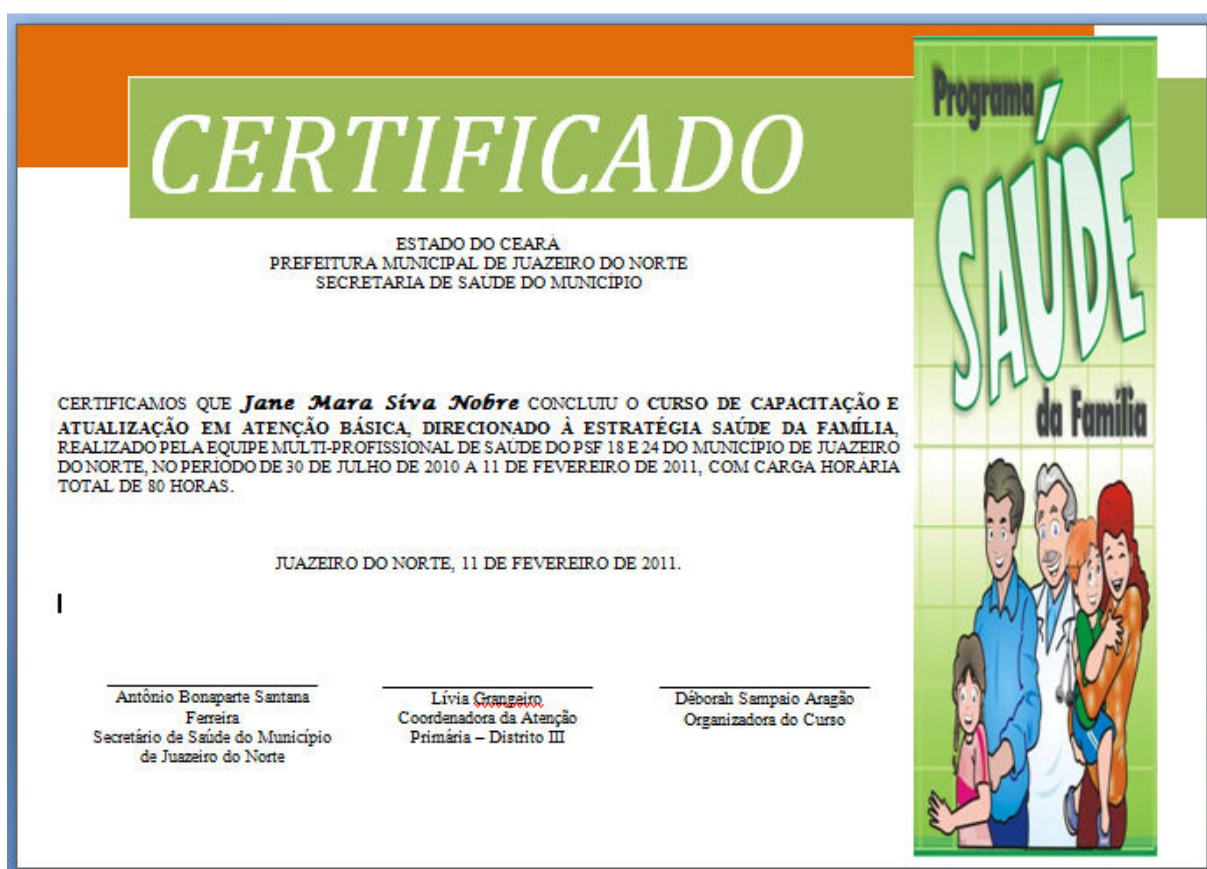 CERTIFICADO
ESTADO DO CEARÁ
PREFEITURA MUNICIPAL DE JUAZEIRO DO NORTE
SECRETARIA DE SAÚDE DO MUNICÍPIO
CERTIFICAMOS QUE Jane Mara Siva Nobre CONCLUIU O CURSO DE CAPACITAÇÃO E
ATUALIZAÇÃO EM ATENÇÃO BÁSICA, DIRECIONADO À ESTRATÉGIA SAÚDE DA FAMÍLIA,
REALIZADO PELA EQUIPE MULTI-PROFISSIONAL DE SAÚDE DO PSF 18 E 24 DO MUNICÍPIO DE JUAZEIRO
DO NORTE, NO PERÍODO DE 30 DE JULHO DE 2010 A 11 DE FEVEREIRO DE 2011, COM CARGA HORÁRIA
TOTAL DE 80 HORAS.
JUAZEIRO DO NORTE, 11 DE FEVEREIRO DE 2011.
Antônio Bonaparte Santana
Ferreira
Secretário de Saúde do Município
de Juazeiro do Norte
Lívia Grangeiro
Coordenadora da Atenção
Primária – Distrito III
Déborah Sampaio Aragão
Organizadora do Curso
Programa
SAÚDE
da Família